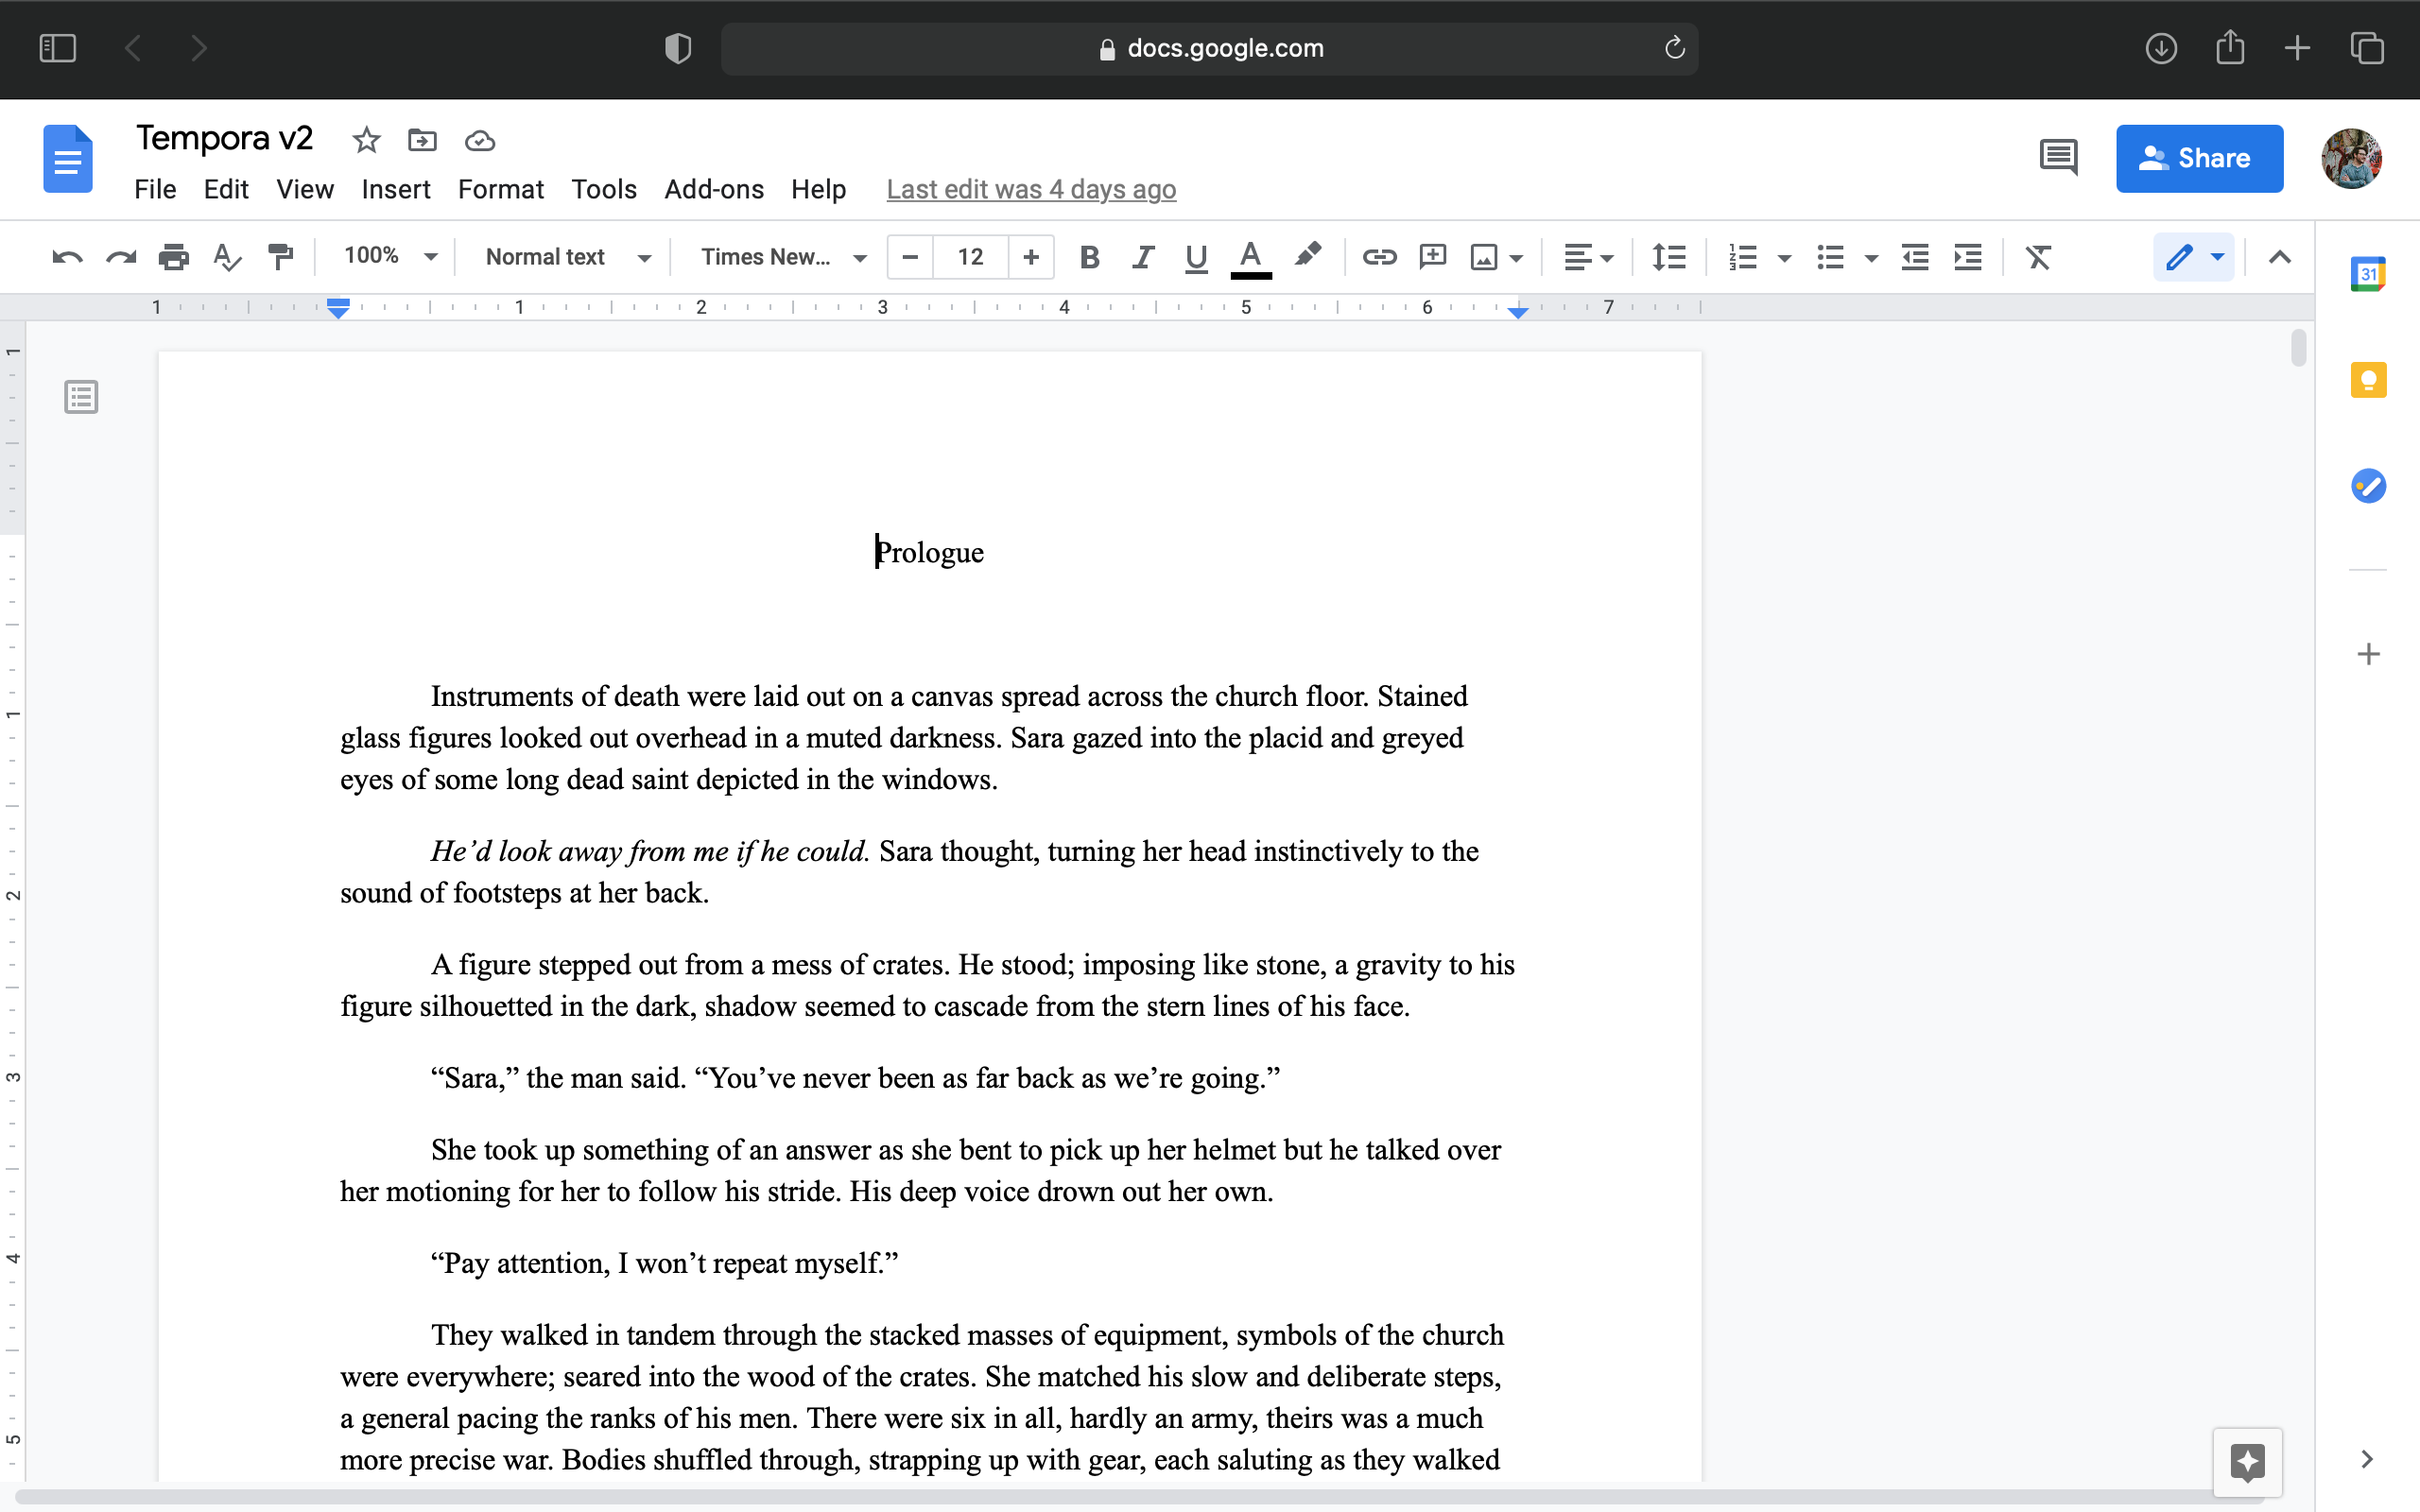 docs.google.com
Tempora v2
File Edit View Insert Format Tools Add-ons Help Last edit was 4 days ago
Share
100% Normal text Times New... 12
31
1 1 2 3 4 5 6 7
1
1
2
3
4
5
Prologue
Instruments of death were laid out on a canvas spread across the church floor. Stained
glass figures looked out overhead in a muted darkness. Sara gazed into the placid and greyed
eyes of some long dead saint depicted in the windows.
He’d look away from me if he could. Sara thought, turning her head instinctively to the
sound of footsteps at her back.
A figure stepped out from a mess of crates. He stood; imposing like stone, a gravity to his
figure silhouetted in the dark, shadow seemed to cascade from the stern lines of his face.
“Sara,” the man said. “You’ve never been as far back as we’re going.”
She took up something of an answer as she bent to pick up her helmet but he talked over
her motioning for her to follow his stride. His deep voice drown out her own.
“Pay attention, I won’t repeat myself.”
They walked in tandem through the stacked masses of equipment, symbols of the church
were everywhere; seared into the wood of the crates. She matched his slow and deliberate steps,
a general pacing the ranks of his men. There were six in all, hardly an army, theirs was a much
more precise war. Bodies shuffled through, strapping up with gear, each saluting as they walked